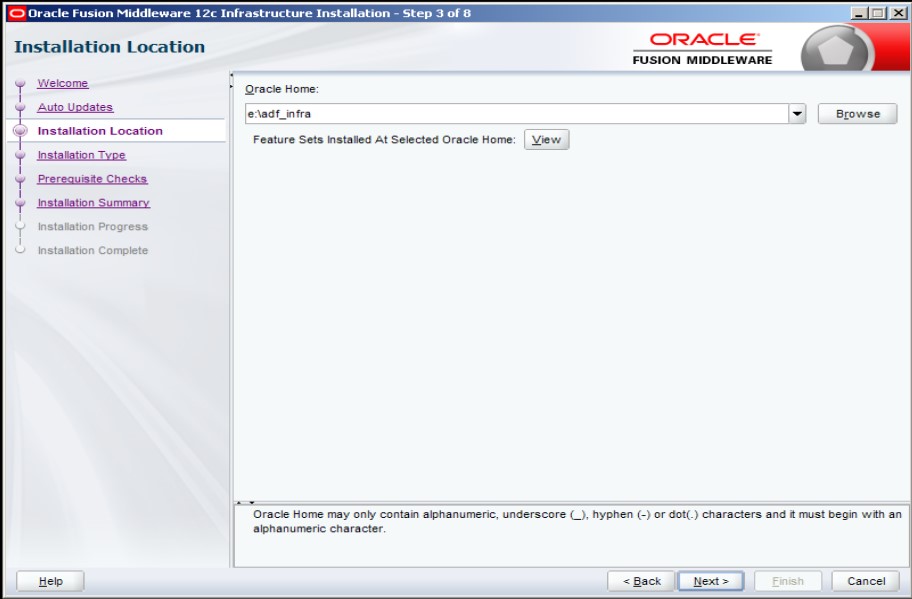 Oracle Fusion Middleware 12c Infrastructure Installation - Step 3 of 8
Installation Location
ORACLE
FUSION MIDDLEWARE
Welcome
Auto Updates
Installation Location
Installation Type
Prerequisite Checks
Installation Summary
Installation Progress
Installation Complete
Oracle Home:
e:\adf_infra
Browse
Feature Sets Installed At Selected Oracle Home: View
Oracle Home may only contain alphanumeric, underscore (_), hyphen (-) or dot(.) characters and it must begin with an
alphanumeric character.
Help
< Back Next > Finish Cancel